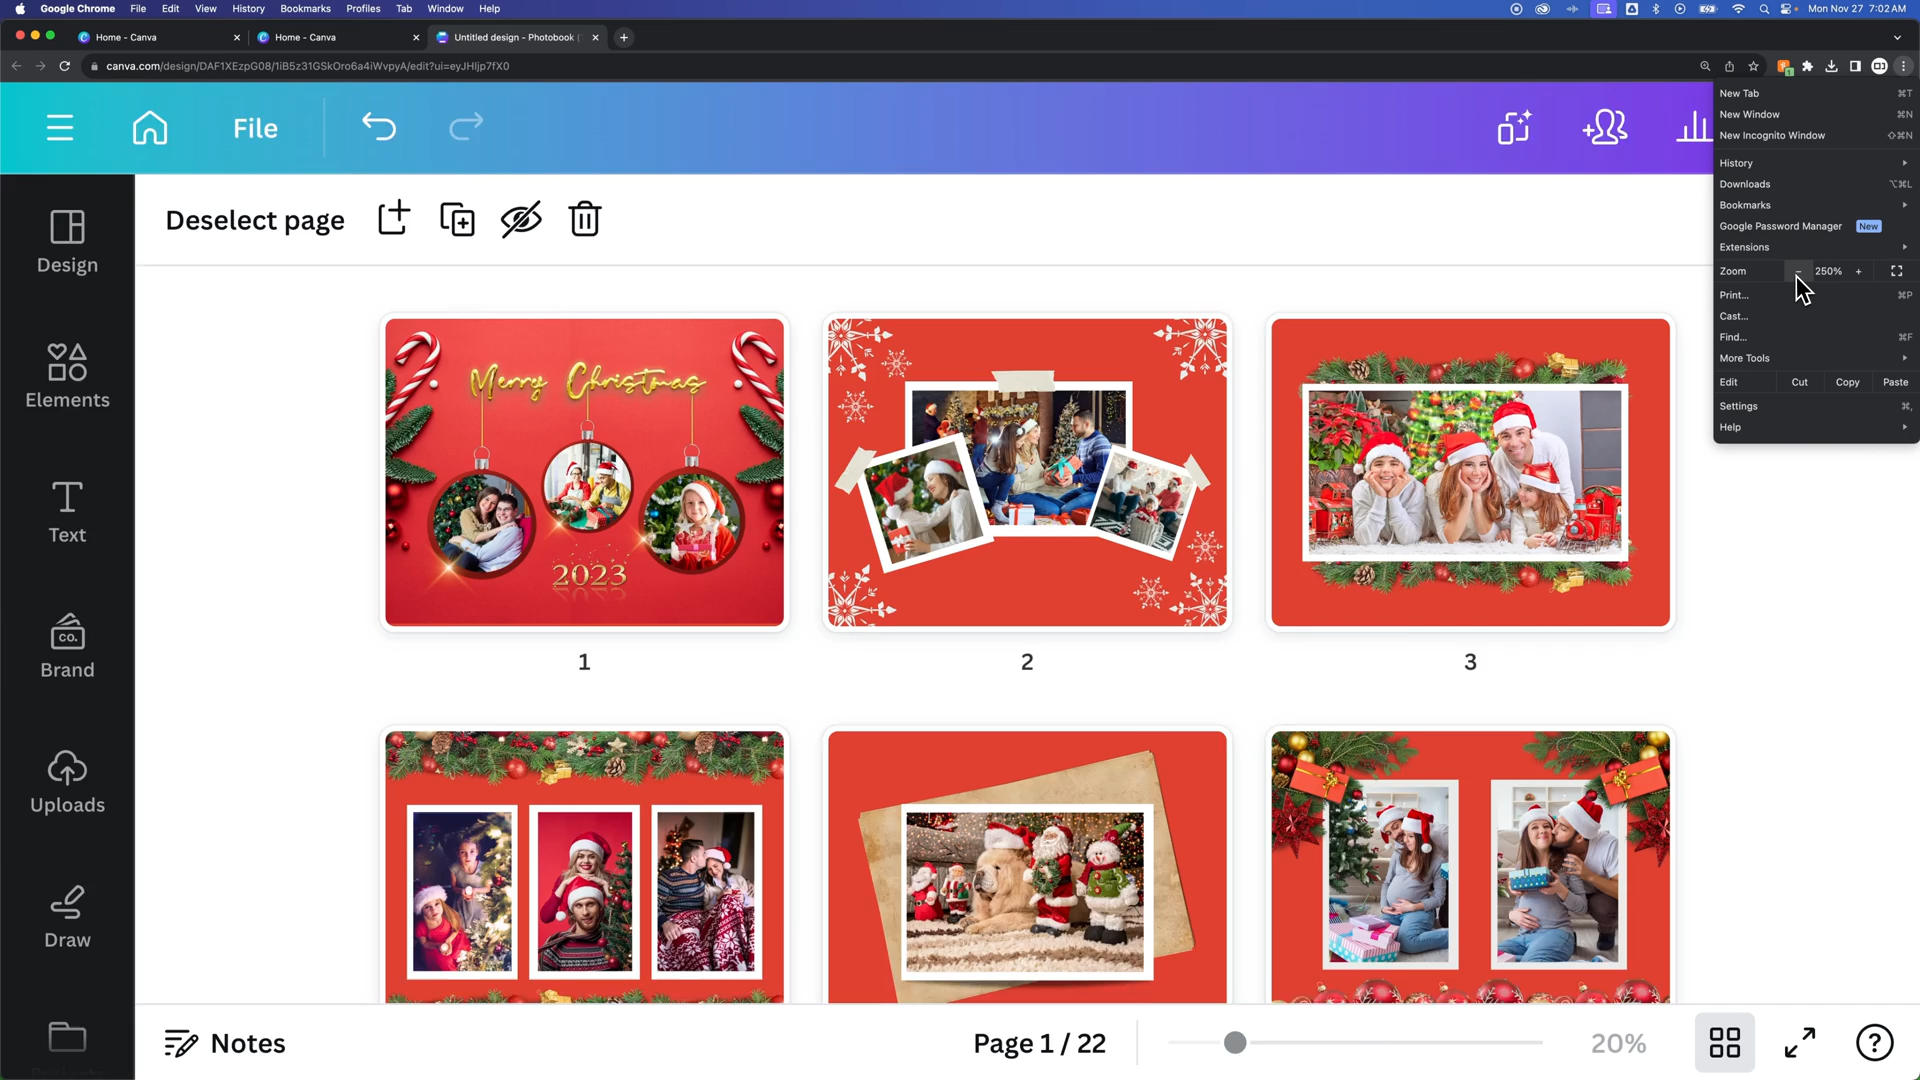 Google Chrome File Edit View History Bookmarks Profiles Tab Window Help Mon Nov 27 7:02 AM
Home - Canva Home - Canva Untitled design - Photobook
canva.com/design/DAF1XEzpG08/1iB5z31GSkOro6a4iWvpyA/edit?ui=eyJHIjp7fX0
File
New Tab ⌘T
New Window ⌘N
New Incognito Window ⇧⌘N
History
Downloads ⌥⌘L
Bookmarks
Google Password Manager New
Extensions
Zoom - 250% +
Print... ⌘P
Cast...
Find... ⌘F
More Tools
Edit Cut Copy Paste
Settings ⌘,
Help
Deselect page
Design
Elements
Text
CO.
Brand
Uploads
Draw
Merry Christmas
2023
1 2 3
Notes
Page 1 / 22
20%
?